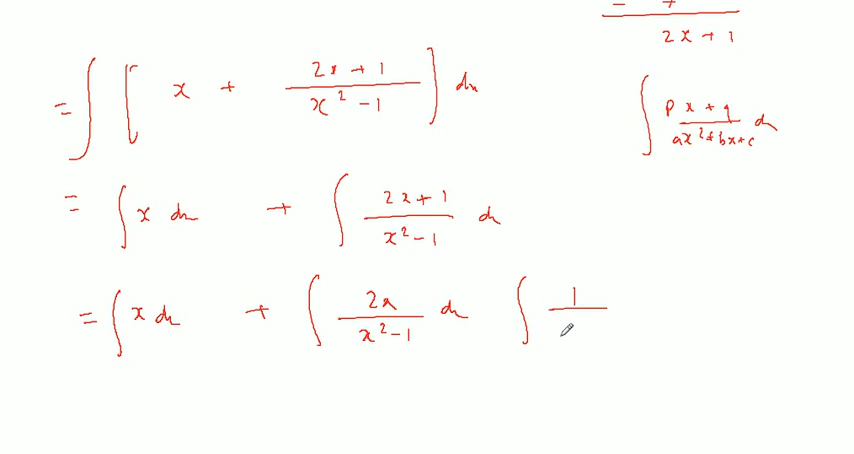 − +
2x + 1
= ∫ [ x + (2x + 1)/(x² − 1) ] dx
∫ (px + q)/(ax² + bx + c) dx
= ∫ x dx + ∫ (2x + 1)/(x² − 1) dx
= ∫ x dx + ∫ 2x/(x² − 1) dx ∫ 1/